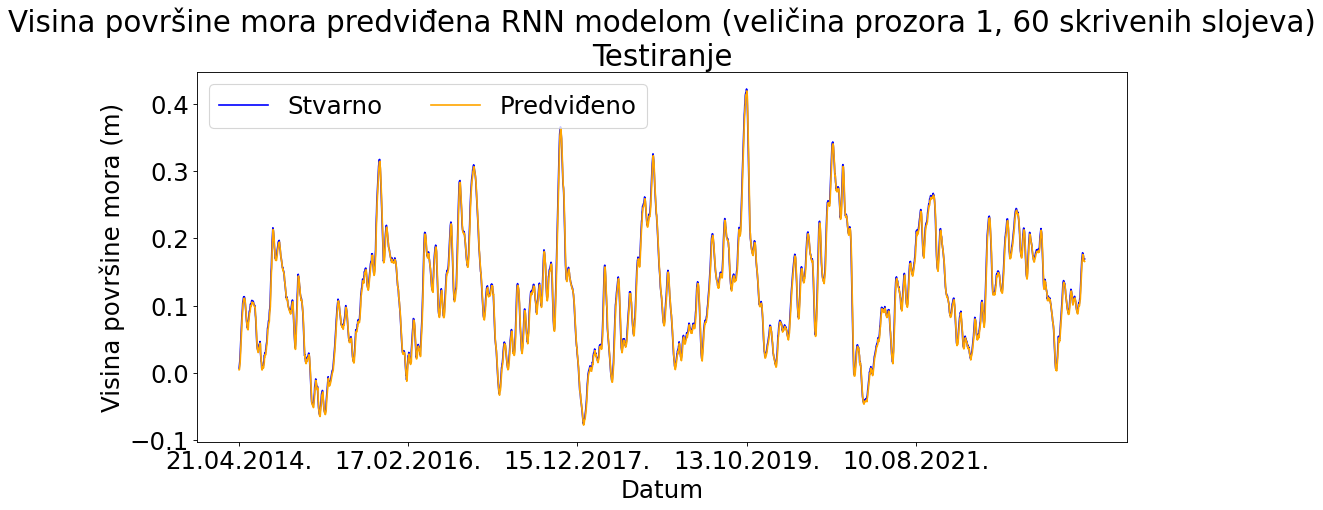 Visina površine mora predviđena RNN modelom (veličina prozora 1, 60 skrivenih slojeva)
Testiranje
Stvarno Predviđeno
Visina površine mora (m)
0.4
0.3
0.2
0.1
0.0
−0.1
21.04.2014. 17.02.2016. 15.12.2017. 13.10.2019. 10.08.2021.
Datum